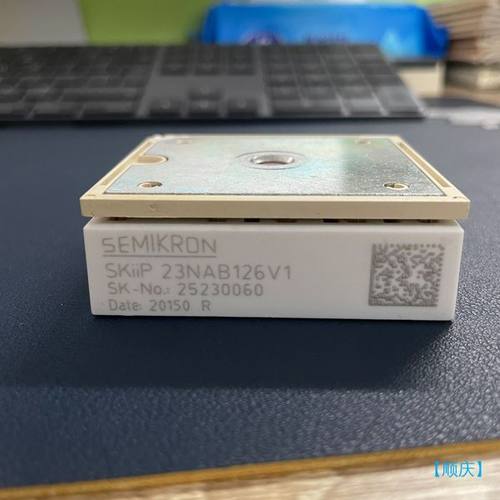 SEMIKRON
SKiiP 23NAB126V1
SK-No.: 25230060
Date: 20150 R
【顺庆】